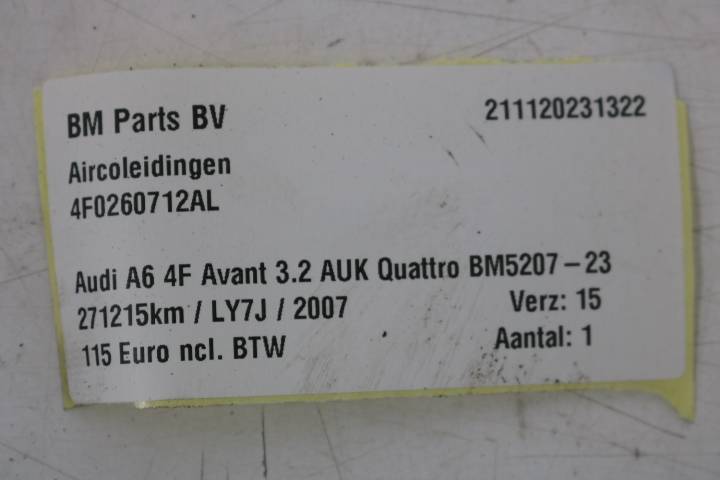 BM Parts BV 211120231322
Aircoleidingen
4F0260712AL
Audi A6 4F Avant 3.2 AUK Quattro BM5207-23
271215km / LY7J / 2007 Verz: 15
115 Euro ncl. BTW Aantal: 1